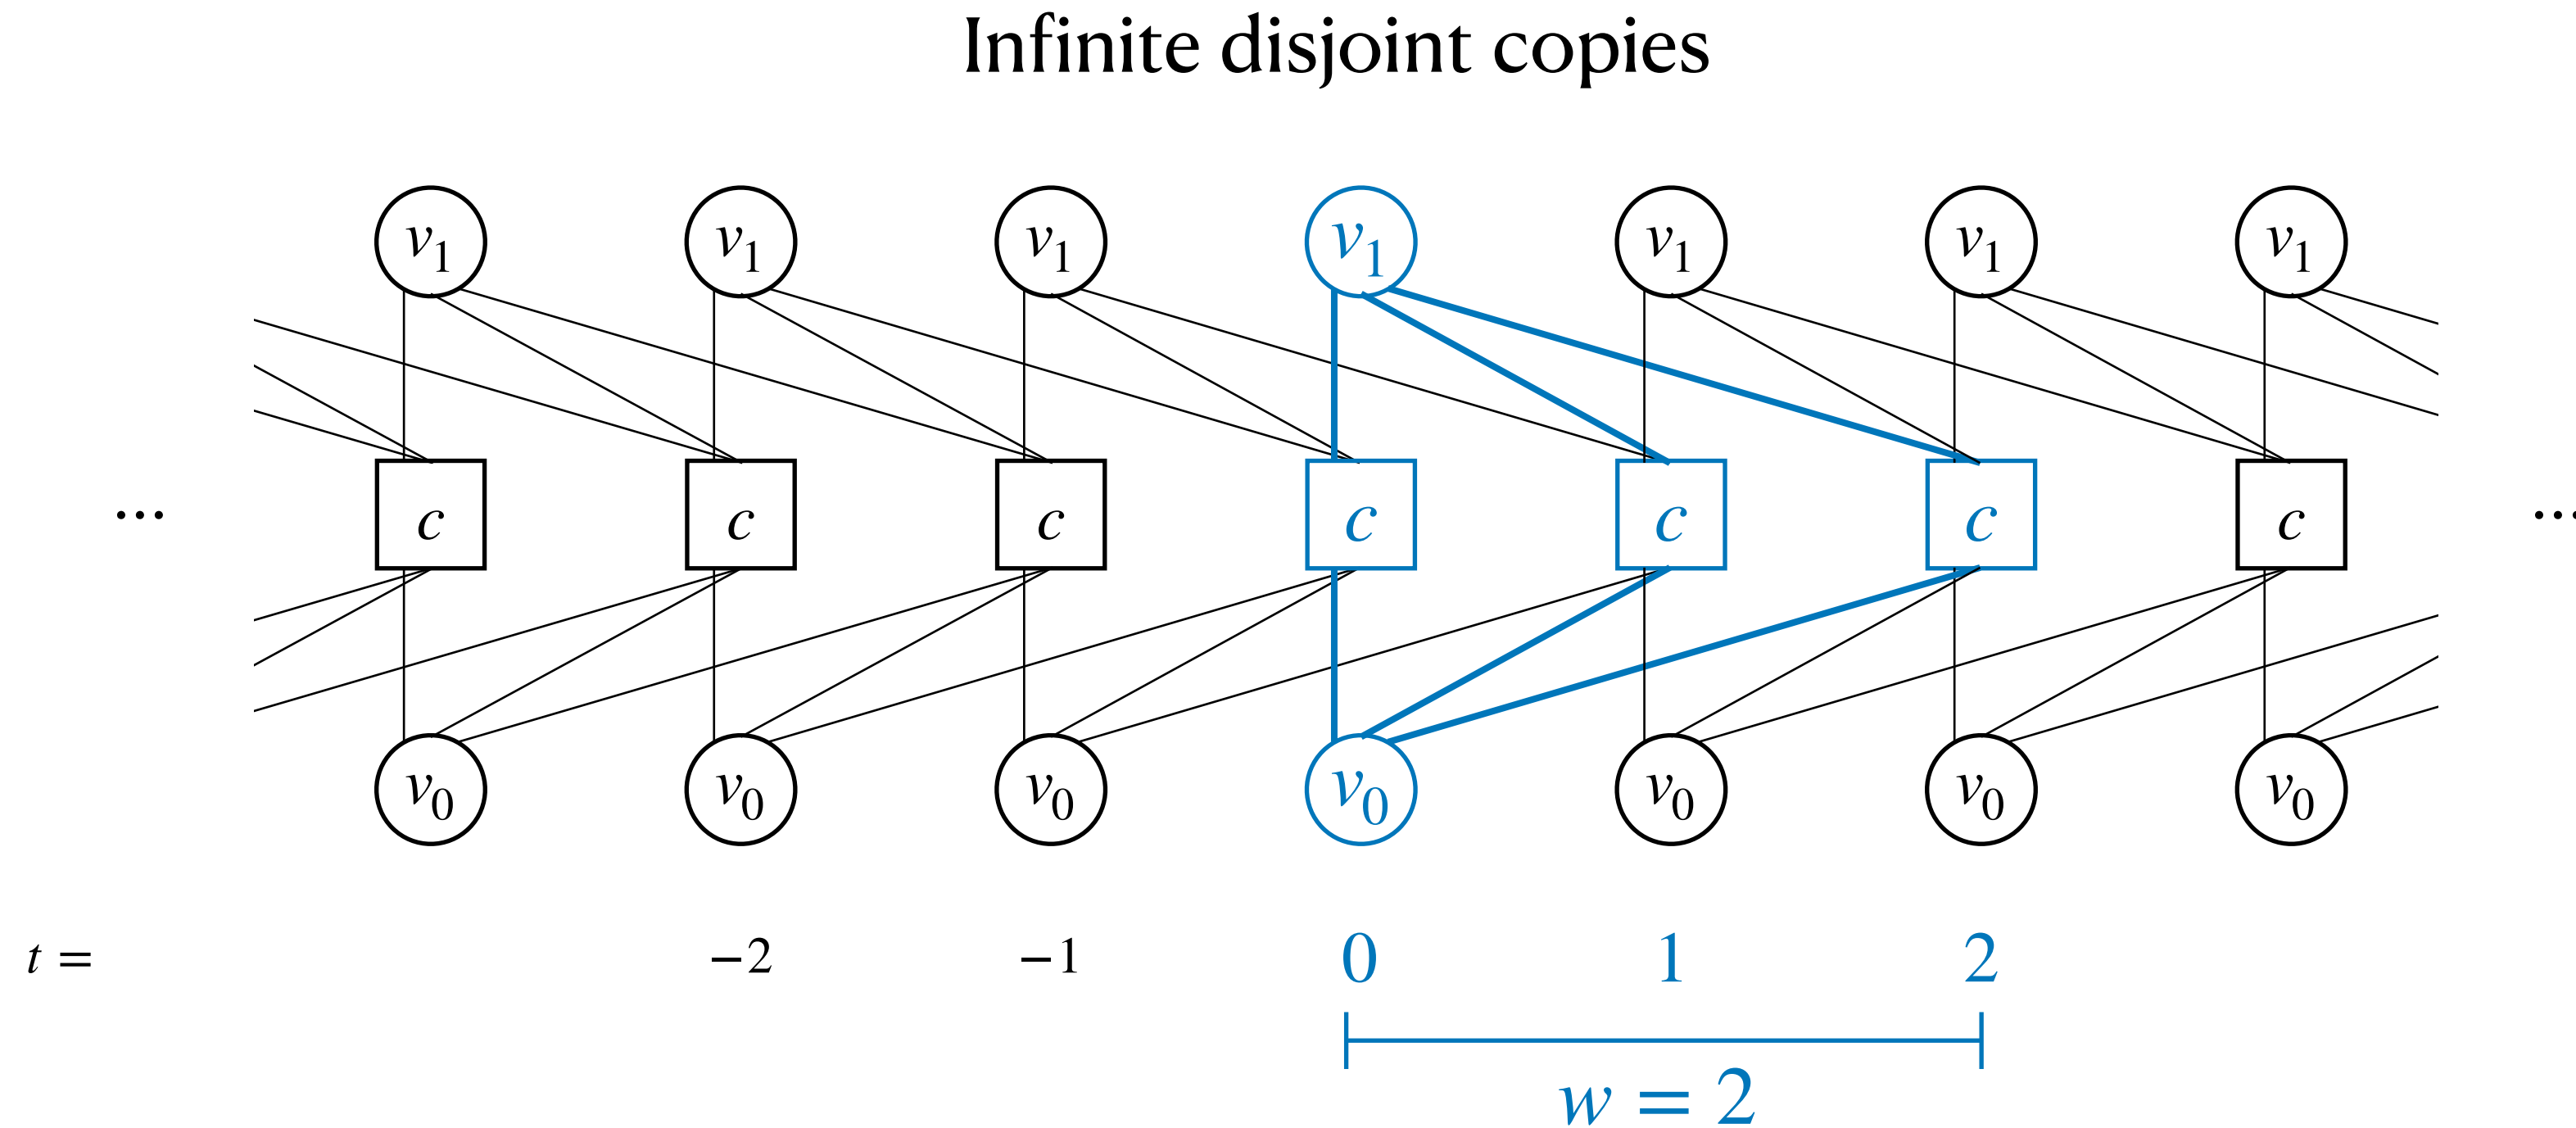 Infinite disjoint copies
v₁ v₁ v₁ v₁ v₁ v₁ v₁
... c c c c c c c ...
v₀ v₀ v₀ v₀ v₀ v₀ v₀
t = −2 −1 0 1 2
w = 2